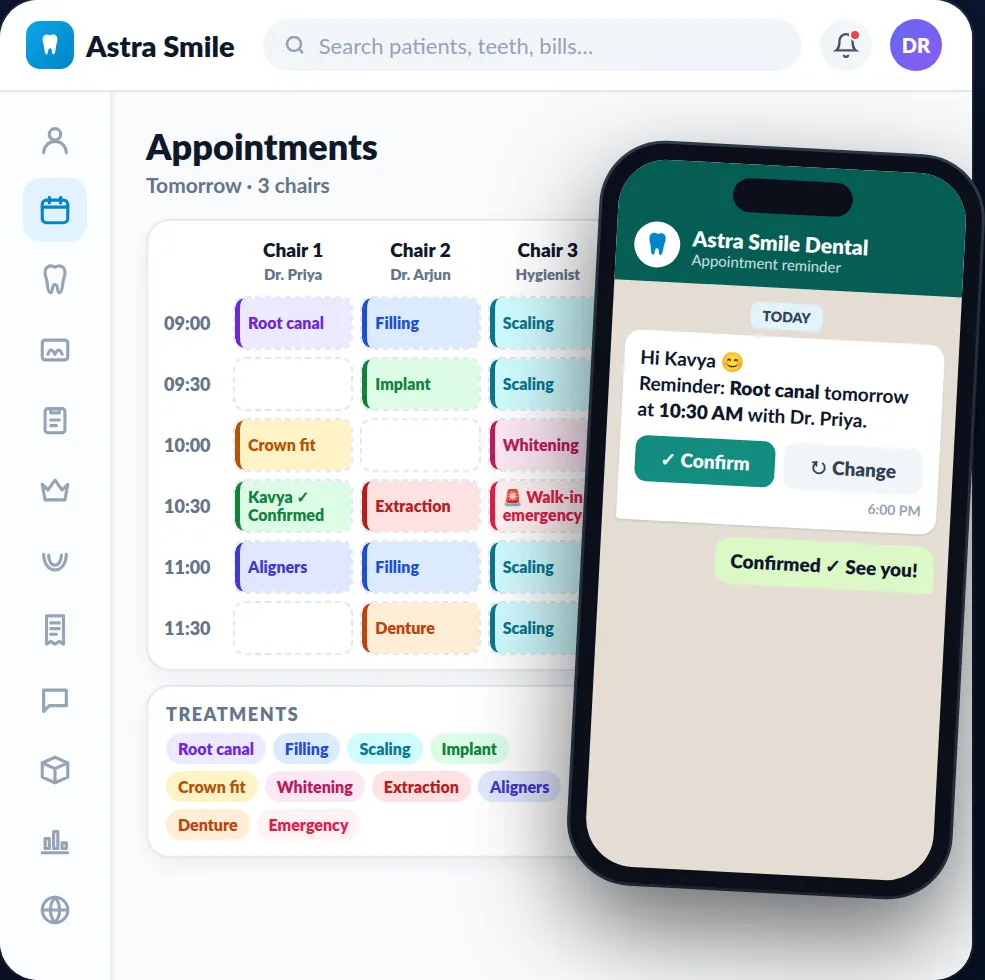 Astra Smile
Search patients, teeth, bills...
DR
Appointments
Tomorrow · 3 chairs
Chair 1 Chair 2 Chair 3
Dr. Priya Dr. Arjun Hygienist
09:00 Root canal Filling Scaling
09:30 Implant Scaling
10:00 Crown fit Whitening
10:30 Kavya ✓ Confirmed Extraction 🚨 Walk-in emergency
11:00 Aligners Filling Scaling
11:30 Denture Scaling
TREATMENTS
Root canal Filling Scaling Implant
Crown fit Whitening Extraction Aligners
Denture Emergency
Astra Smile Dental
Appointment reminder
TODAY
Hi Kavya 😊
Reminder: Root canal tomorrow
at 10:30 AM with Dr. Priya.
✓ Confirm ↻ Change
6:00 PM
Confirmed ✓ See you!